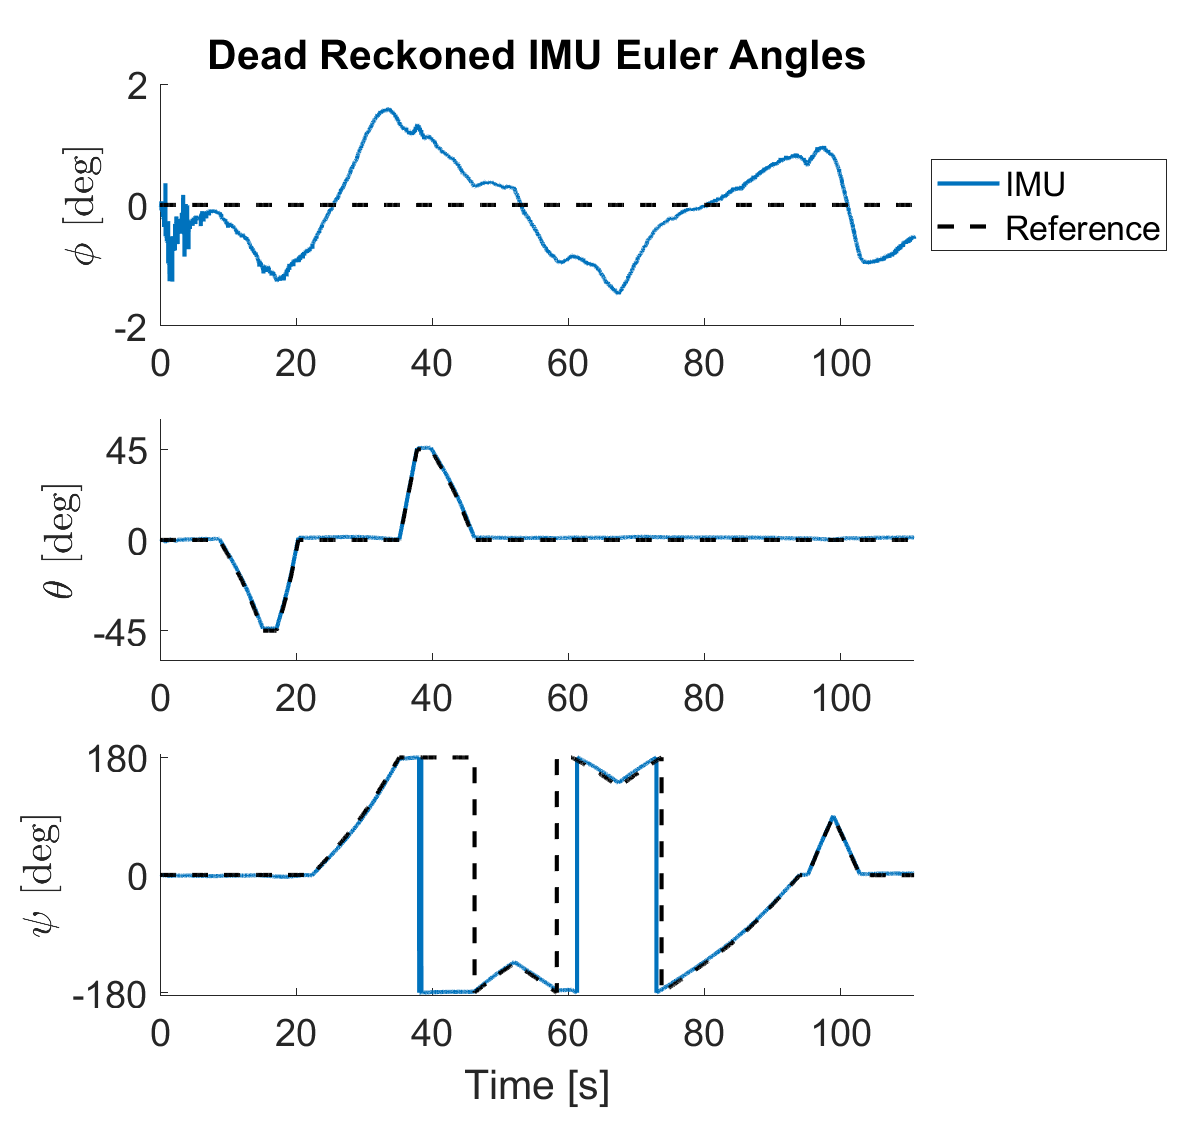 Dead Reckoned IMU Euler Angles
2
0
-2
ϕ [deg]
0 20 40 60 80 100
IMU
Reference
45
0
-45
θ [deg]
0 20 40 60 80 100
180
0
-180
ψ [deg]
0 20 40 60 80 100
Time [s]